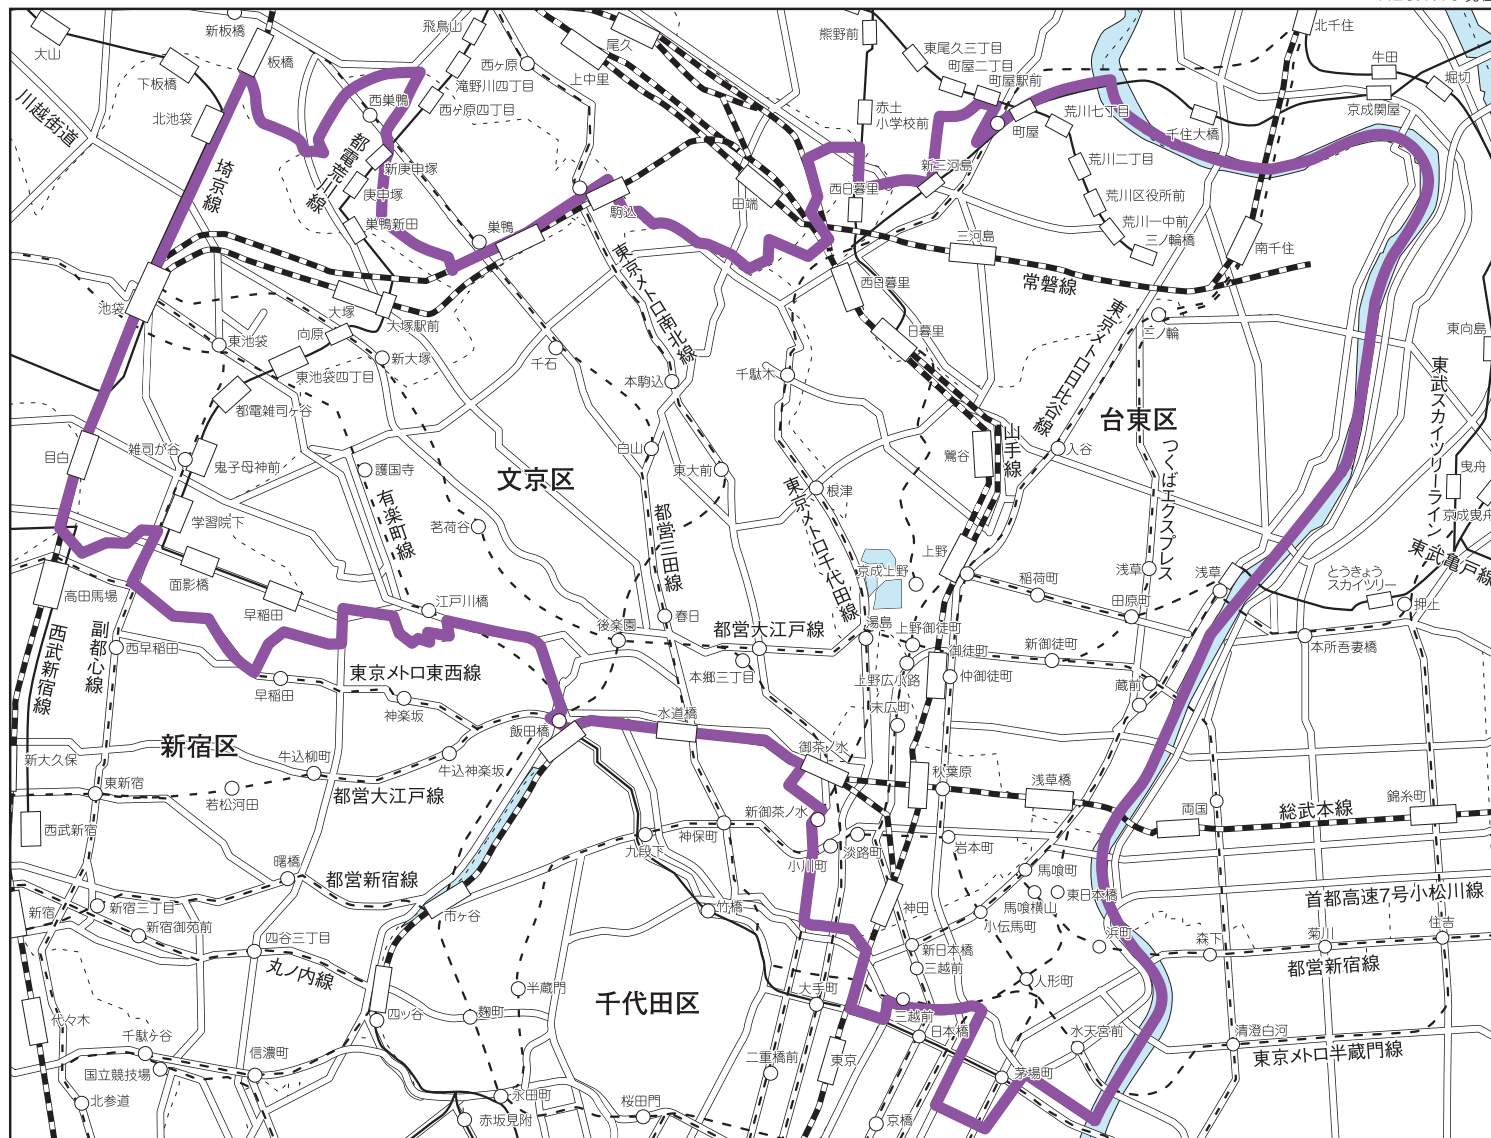 新板橋
飛鳥山
尾久
熊野前
東尾久三丁目
北千住
大山
板橋
西ヶ原
上中里
町屋二丁目
町屋駅前
牛田
堀切
下板橋
滝野川四丁目
西巣鴨
西ヶ原四丁目
川越街道
北池袋
赤土
小学校前
荒川七丁目
京成関屋
町屋
千住大橋
都電荒川線
新庚申塚
新三河島
荒川二丁目
埼京線
庚申塚
西日暮里
荒川区役所前
巣鴨新田
巣鴨
駒込
田端
荒川一中前
三河島
三ノ輪橋
南千住
東京メトロ南北線
西日暮里
常磐線
池袋
大塚
大塚駅前
東京メトロ日比谷線
三ノ輪
東池袋
向原
新大塚
千石
日暮里
東向島
東池袋四丁目
本駒込
千駄木
東武スカイツリーライン
都電雑司ヶ谷
台東区
山手線
目白
雑司が谷
鬼子母神前
護国寺
文京区
白山
東大前
鶯谷
入谷
つくばエクスプレス
曳舟
有楽町線
根津
東京メトロ千代田線
京成曳舟
学習院下
茗荷谷
都営三田線
上野
東武亀戸線
高田馬場
面影橋
早稲田
江戸川橋
京成上野
稲荷町
浅草
浅草
とうきょう
スカイツリー
田原町
押上
西武新宿線
副都心線
西早稲田
後楽園
春日
都営大江戸線
湯島
上野御徒町
御徒町
新御徒町
本所吾妻橋
早稲田
東京メトロ東西線
本郷三丁目
上野広小路
仲御徒町
蔵前
神楽坂
飯田橋
水道橋
末広町
新宿区
新大久保
牛込柳町
牛込神楽坂
御茶ノ水
秋葉原
浅草橋
東新宿
若松河田
都営大江戸線
新御茶ノ水
両国
総武本線
錦糸町
西武新宿
九段下
神保町
小川町
淡路町
岩本町
曙橋
都営新宿線
馬喰町
首都高速7号小松川線
新宿
新宿三丁目
市ヶ谷
竹橋
神田
馬喰横山
東日本橋
住吉
新宿御苑前
四谷三丁目
小伝馬町
浜町
森下
菊川
都営新宿線
丸ノ内線
新日本橋
三越前
人形町
代々木
四ッ谷
麹町
半蔵門
千代田区
大手町
三越前
水天宮前
清澄白河
千駄ヶ谷
信濃町
日本橋
東京メトロ半蔵門線
国立競技場
二重橋前
東京
茅場町
北参道
永田町
赤坂見附
桜田門
京橋